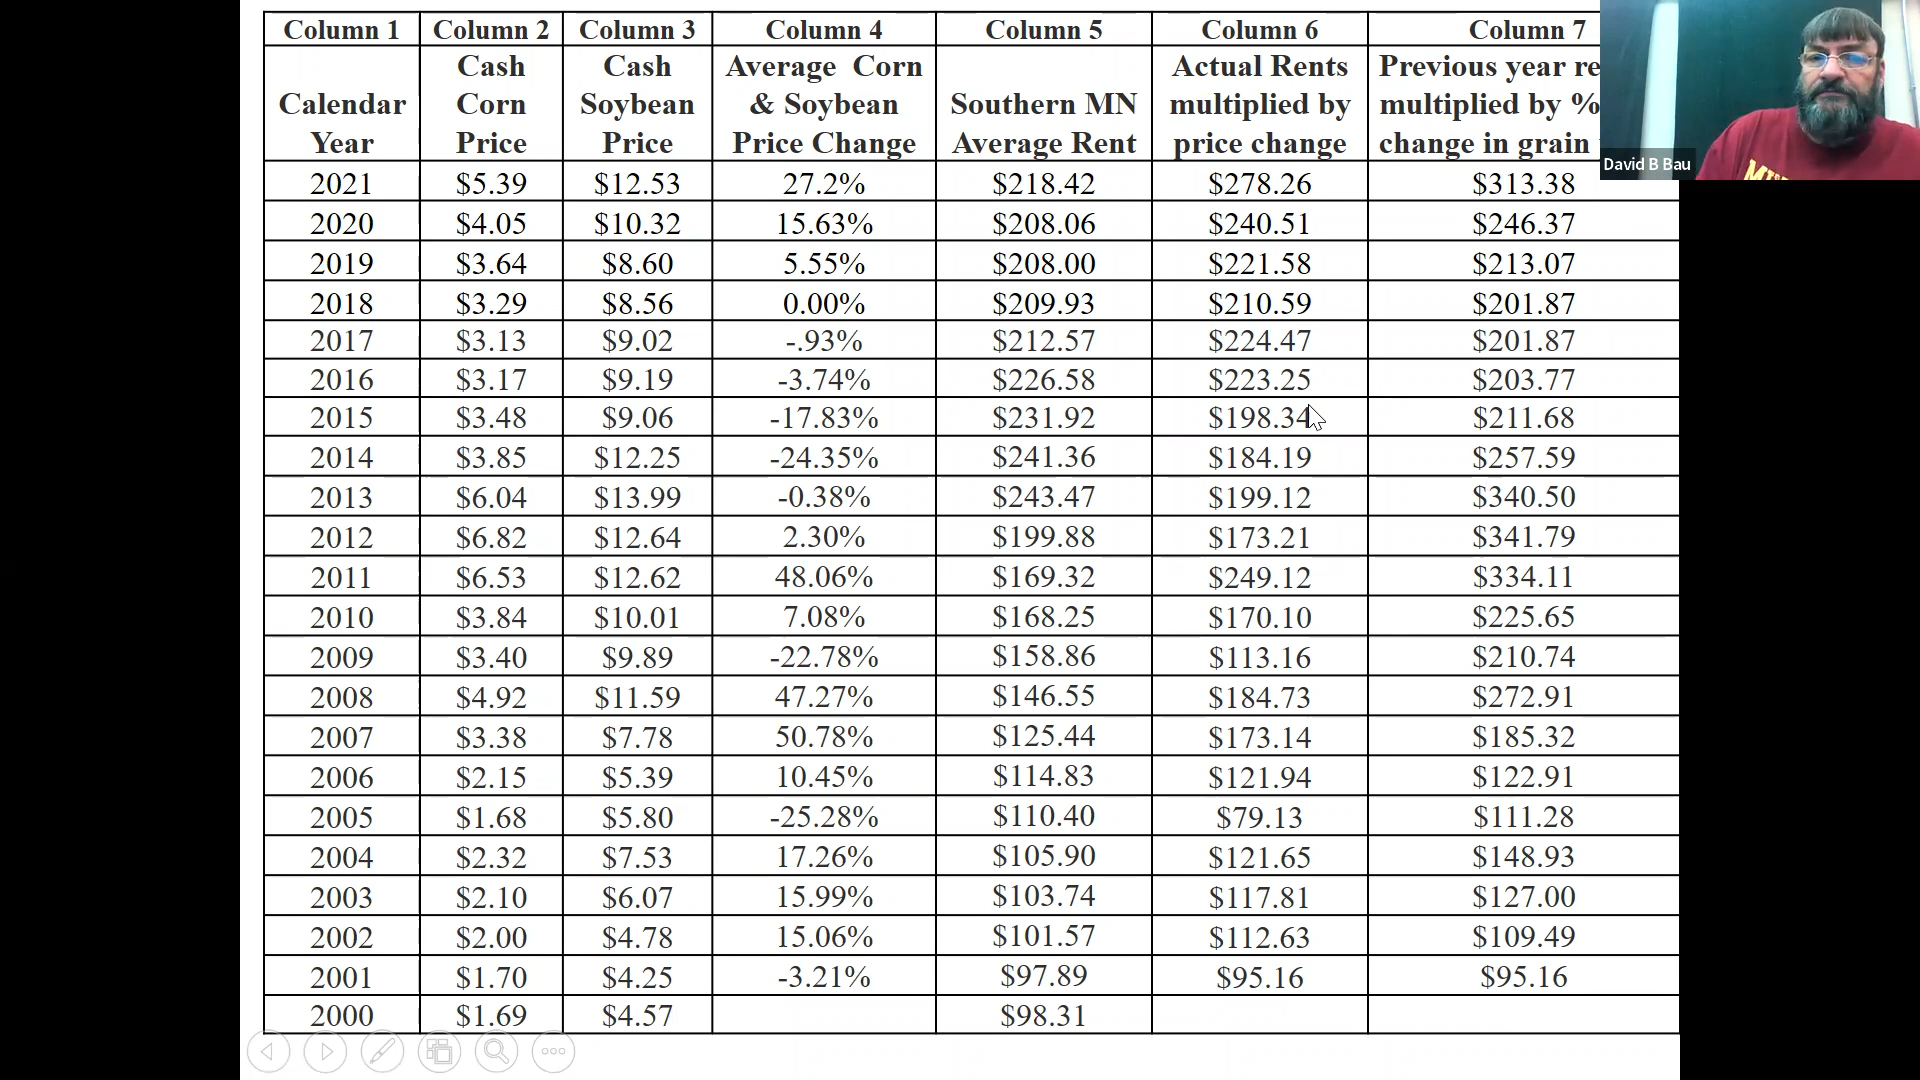 Column 1 Column 2 Column 3 Column 4 Column 5 Column 6 Column 7
Calendar Year Cash Corn Price Cash Soybean Price Average Corn & Soybean Price Change Southern MN Average Rent Actual Rents multiplied by price change Previous year re multiplied by % change in grain
2021 $5.39 $12.53 27.2% $218.42 $278.26 $313.38
2020 $4.05 $10.32 15.63% $208.06 $240.51 $246.37
2019 $3.64 $8.60 5.55% $208.00 $221.58 $213.07
2018 $3.29 $8.56 0.00% $209.93 $210.59 $201.87
2017 $3.13 $9.02 -.93% $212.57 $224.47 $201.87
2016 $3.17 $9.19 -3.74% $226.58 $223.25 $203.77
2015 $3.48 $9.06 -17.83% $231.92 $198.34 $211.68
2014 $3.85 $12.25 -24.35% $241.36 $184.19 $257.59
2013 $6.04 $13.99 -0.38% $243.47 $199.12 $340.50
2012 $6.82 $12.64 2.30% $199.88 $173.21 $341.79
2011 $6.53 $12.62 48.06% $169.32 $249.12 $334.11
2010 $3.84 $10.01 7.08% $168.25 $170.10 $225.65
2009 $3.40 $9.89 -22.78% $158.86 $113.16 $210.74
2008 $4.92 $11.59 47.27% $146.55 $184.73 $272.91
2007 $3.38 $7.78 50.78% $125.44 $173.14 $185.32
2006 $2.15 $5.39 10.45% $114.83 $121.94 $122.91
2005 $1.68 $5.80 -25.28% $110.40 $79.13 $111.28
2004 $2.32 $7.53 17.26% $105.90 $121.65 $148.93
2003 $2.10 $6.07 15.99% $103.74 $117.81 $127.00
2002 $2.00 $4.78 15.06% $101.57 $112.63 $109.49
2001 $1.70 $4.25 -3.21% $97.89 $95.16 $95.16
2000 $1.69 $4.57 $98.31
David B Bau